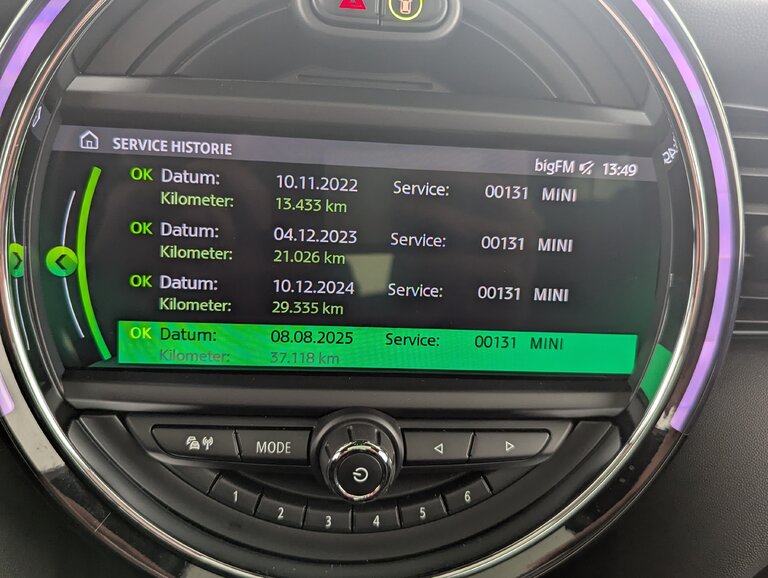 SERVICE HISTORIE
bigFM 13:49
OK Datum: 10.11.2022 Service: 00131 MINI
Kilometer: 13.433 km
OK Datum: 04.12.2023 Service: 00131 MINI
Kilometer: 21.026 km
OK Datum: 10.12.2024 Service: 00131 MINI
Kilometer: 29.335 km
OK Datum: 08.08.2025 Service: 00131 MINI
Kilometer: 37.118 km
MODE
1 2 3 4 5 6